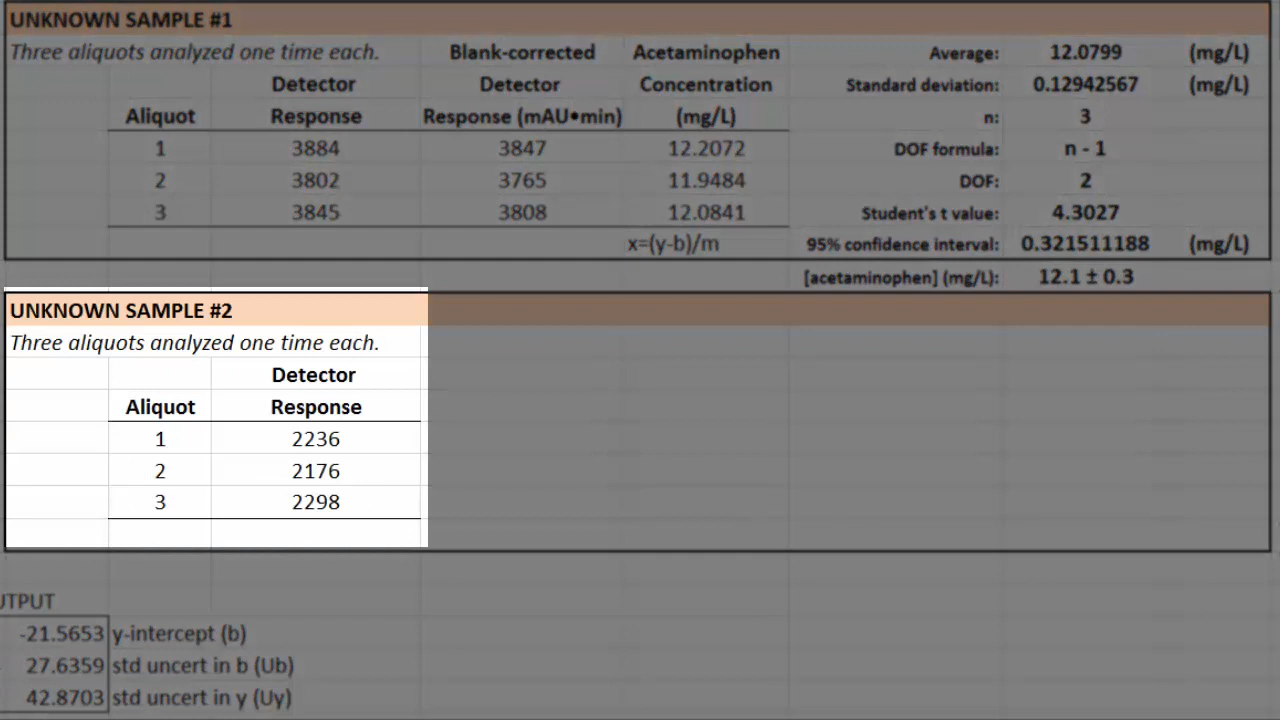 UNKNOWN SAMPLE #1
Three aliquots analyzed one time each. Blank-corrected Acetaminophen Average: 12.0799 (mg/L)
Detector Detector Concentration Standard deviation: 0.12942567 (mg/L)
Aliquot Response Response (mAU•min) (mg/L) n: 3
1 3884 3847 12.2072 DOF formula: n - 1
2 3802 3765 11.9484 DOF: 2
3 3845 3808 12.0841 Student's t value: 4.3027
x=(y-b)/m 95% confidence interval: 0.321511188 (mg/L)
[acetaminophen] (mg/L): 12.1 ± 0.3
UNKNOWN SAMPLE #2
Three aliquots analyzed one time each.
Detector
Aliquot Response
1 2236
2 2176
3 2298
UTPUT
-21.5653 y-intercept (b)
27.6359 std uncert in b (Ub)
42.8703 std uncert in y (Uy)